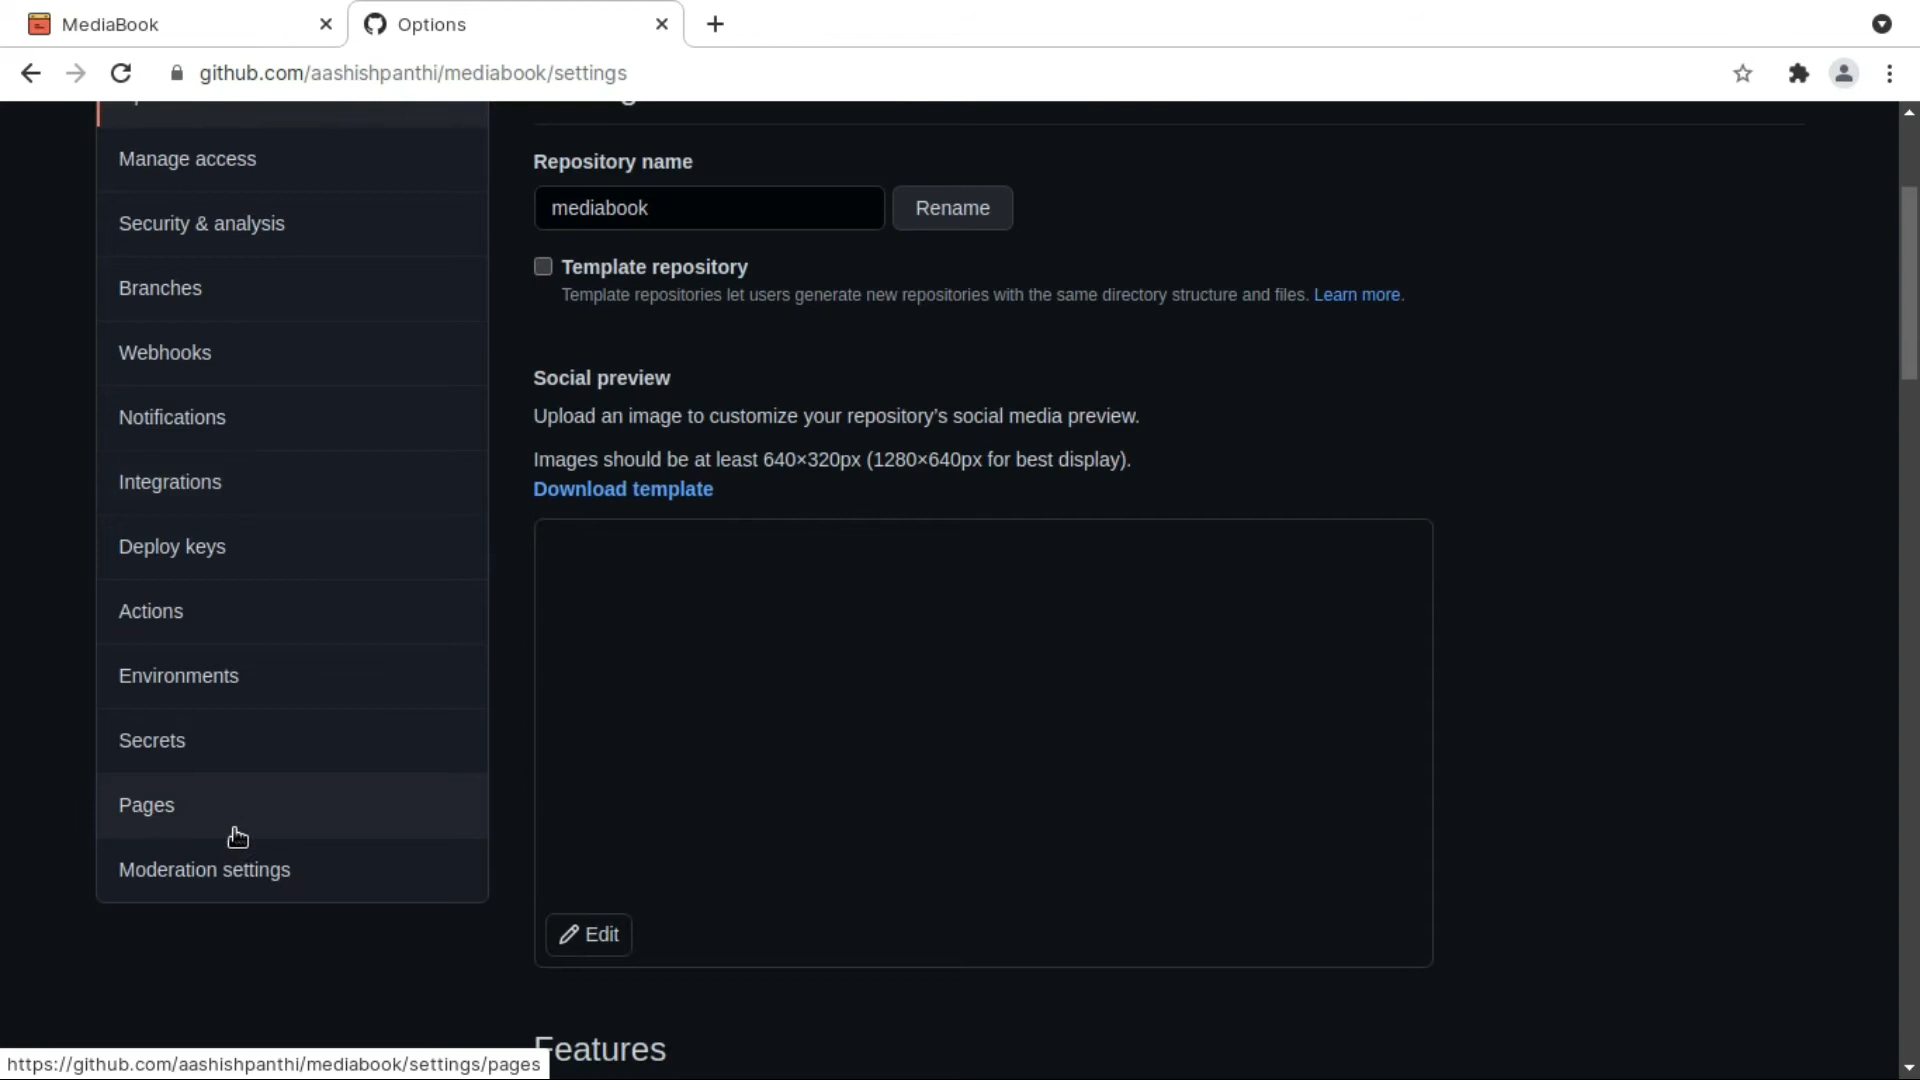 MediaBook
Options
github.com/aashishpanthi/mediabook/settings
Manage access
Security & analysis
Branches
Webhooks
Notifications
Integrations
Deploy keys
Actions
Environments
Secrets
Pages
Moderation settings
Repository name
mediabook
Rename
Template repository
Template repositories let users generate new repositories with the same directory structure and files. Learn more.
Social preview
Upload an image to customize your repository's social media preview.
Images should be at least 640×320px (1280×640px for best display).
Download template
Edit
Features
https://github.com/aashishpanthi/mediabook/settings/pages